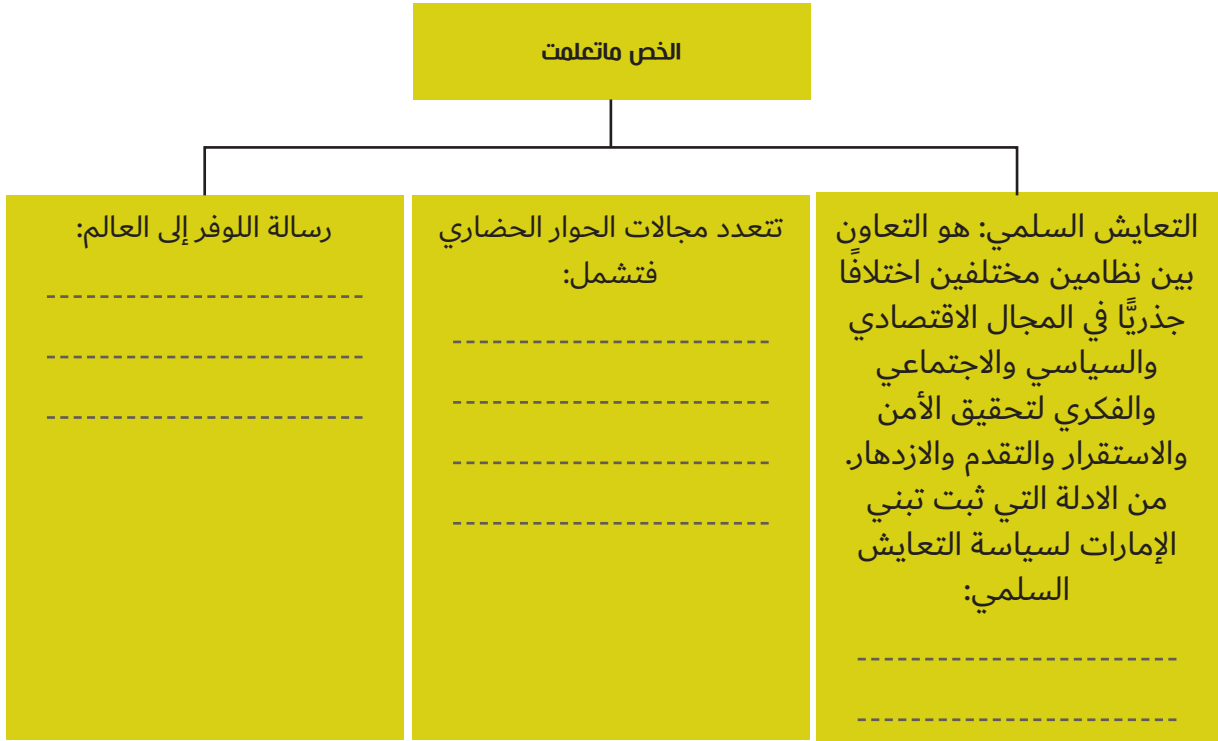 الخص ماتعلمت
التعايش السلمي: هو التعاون
بين نظامين مختلفين اختلافًا
جذريًّا في المجال الاقتصادي
والسياسي والاجتماعي
والفكري لتحقيق الأمن
والاستقرار والتقدم والازدهار.
من الادلة التي ثبت تبني
الإمارات لسياسة التعايش
السلمي:
--------------------------
--------------------------
تتعدد مجالات الحوار الحضاري
فتشمل:
--------------------------
--------------------------
--------------------------
--------------------------
رسالة اللوفر إلى العالم:
--------------------------
--------------------------
--------------------------